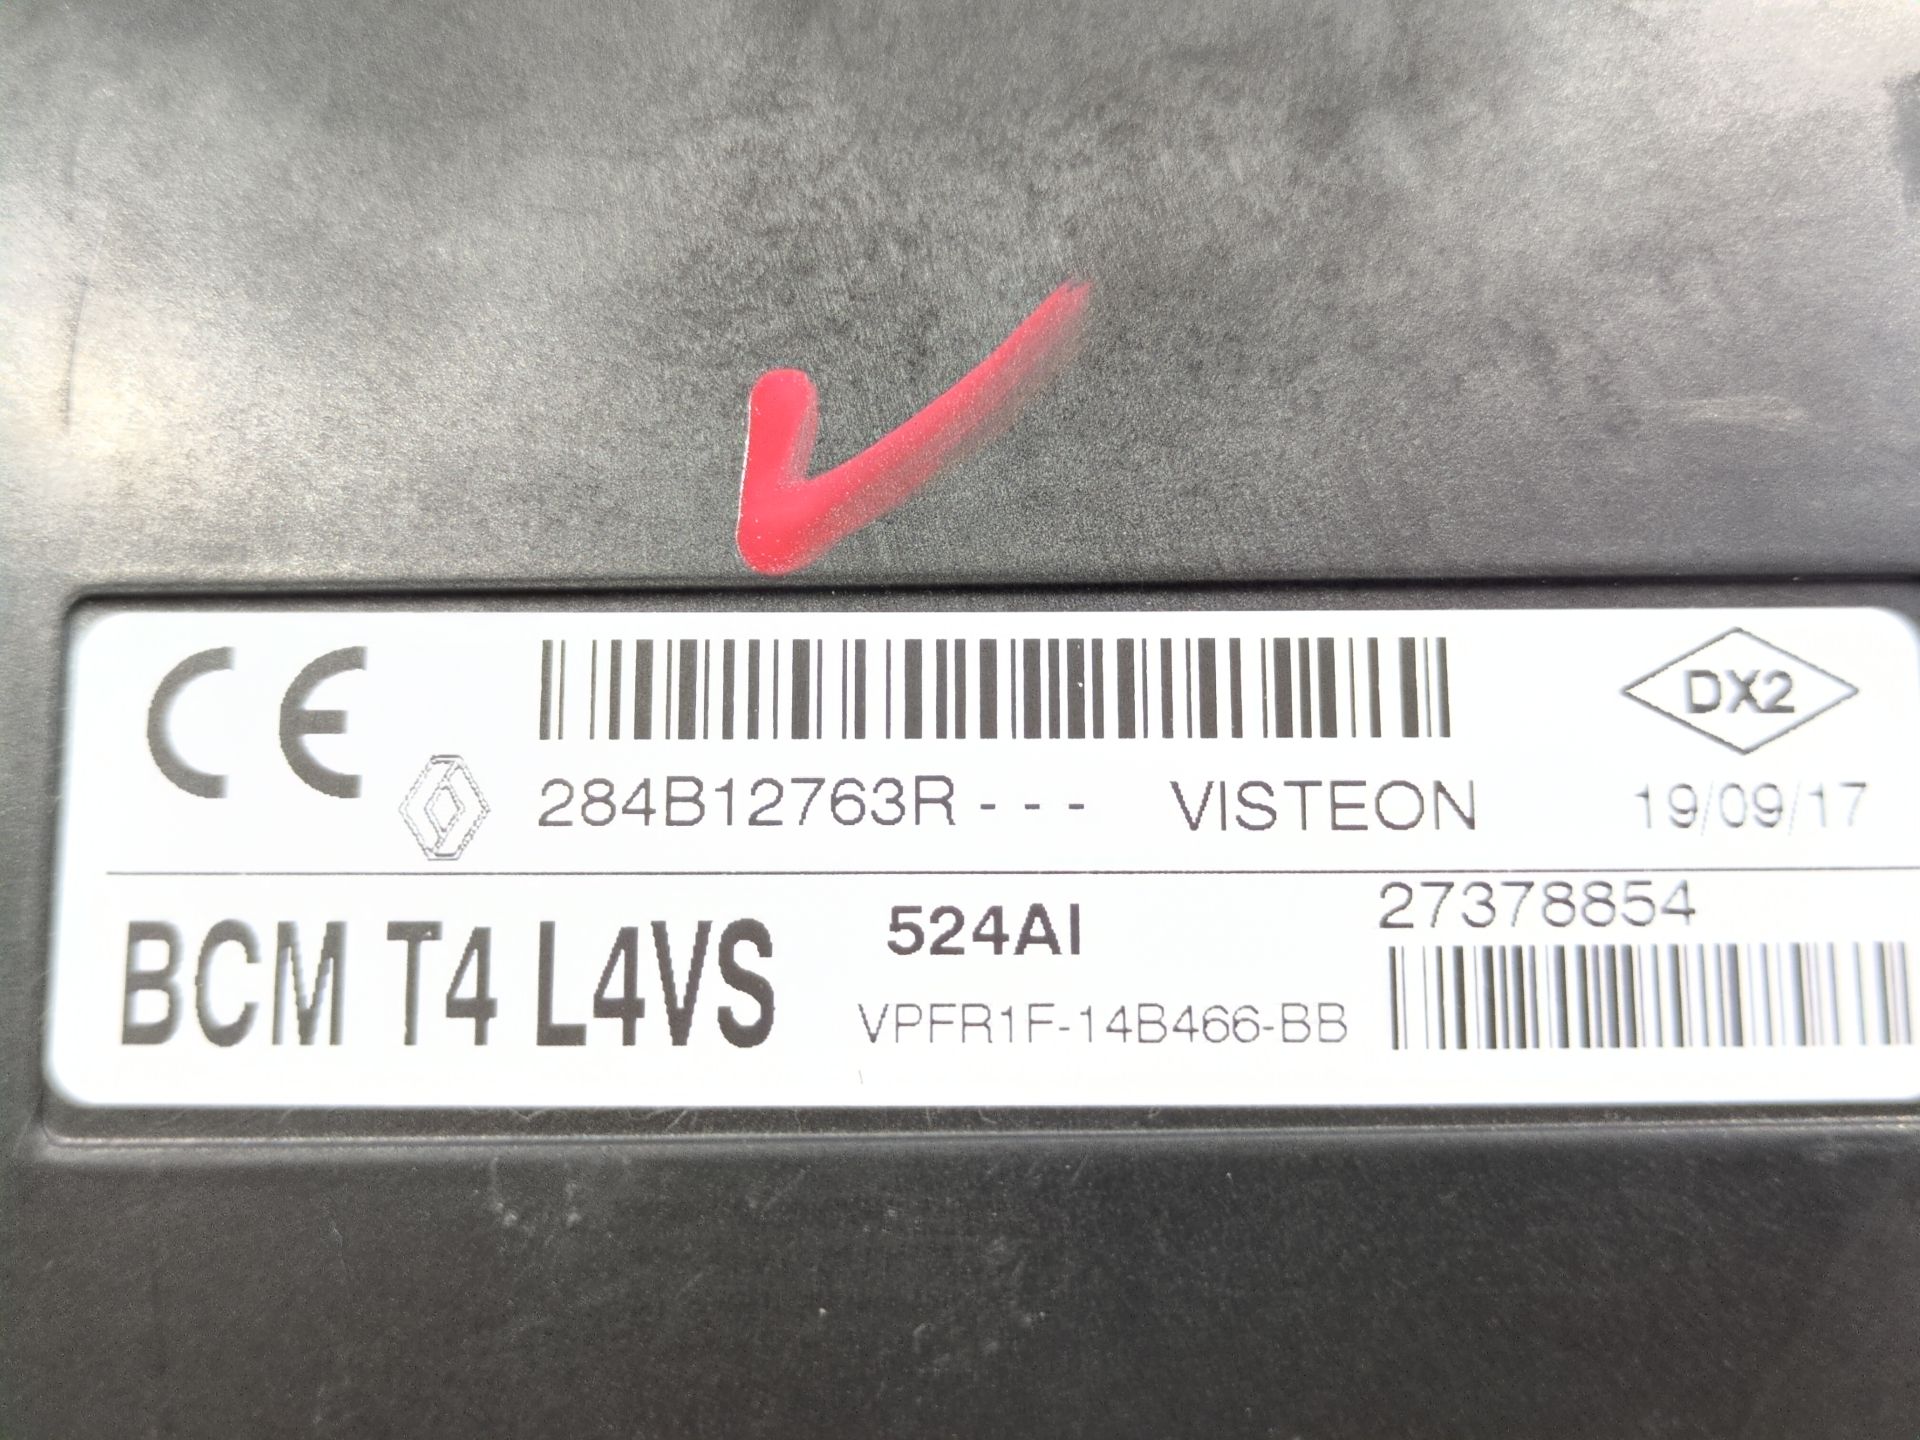 CE
DX2
284B12763R - - - VISTEON 19/09/17
BCM T4 L4VS 524AI 27378854
VPFR1F-14B466-BB